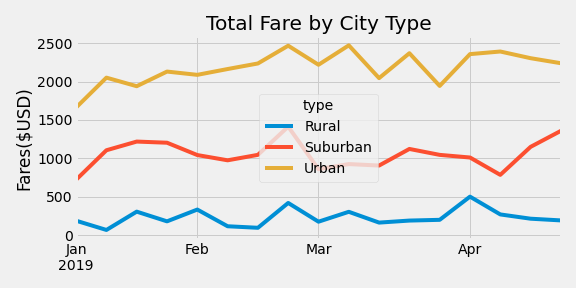 Total Fare by City Type
Fares($USD)
2500
2000
1500
1000
500
0
type
Rural
Suburban
Urban
Jan
2019
Feb
Mar
Apr